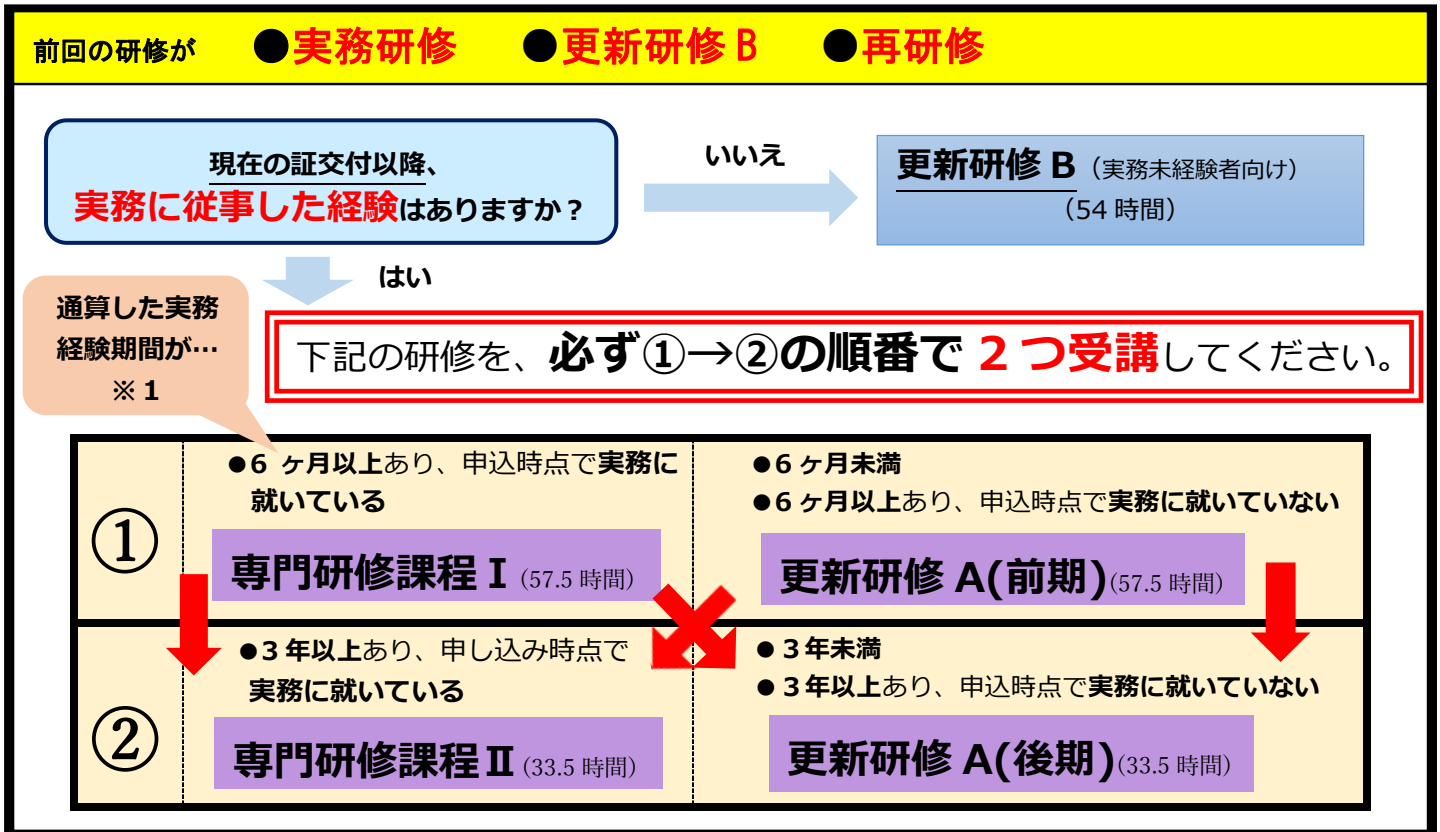 前回の研修が ●実務研修 ●更新研修 B ●再研修
現在の証交付以降、
実務に従事した経験はありますか？
いいえ
更新研修 B（実務未経験者向け）
（54 時間）
はい
通算した実務
経験期間が…
※１
下記の研修を、必ず①→②の順番で ２つ受講してください。
①
●6 ヶ月以上あり、申込時点で実務に
就いている
専門研修課程Ⅰ(57.5 時間)
●6 ヶ月未満
●6 ヶ月以上あり、申込時点で実務に就いていない
更新研修 A(前期)(57.5 時間)
②
●3 年以上あり、申し込み時点で
実務に就いている
専門研修課程Ⅱ(33.5 時間)
●３年未満
●３年以上あり、申込時点で実務に就いていない
更新研修 A(後期)(33.5 時間)